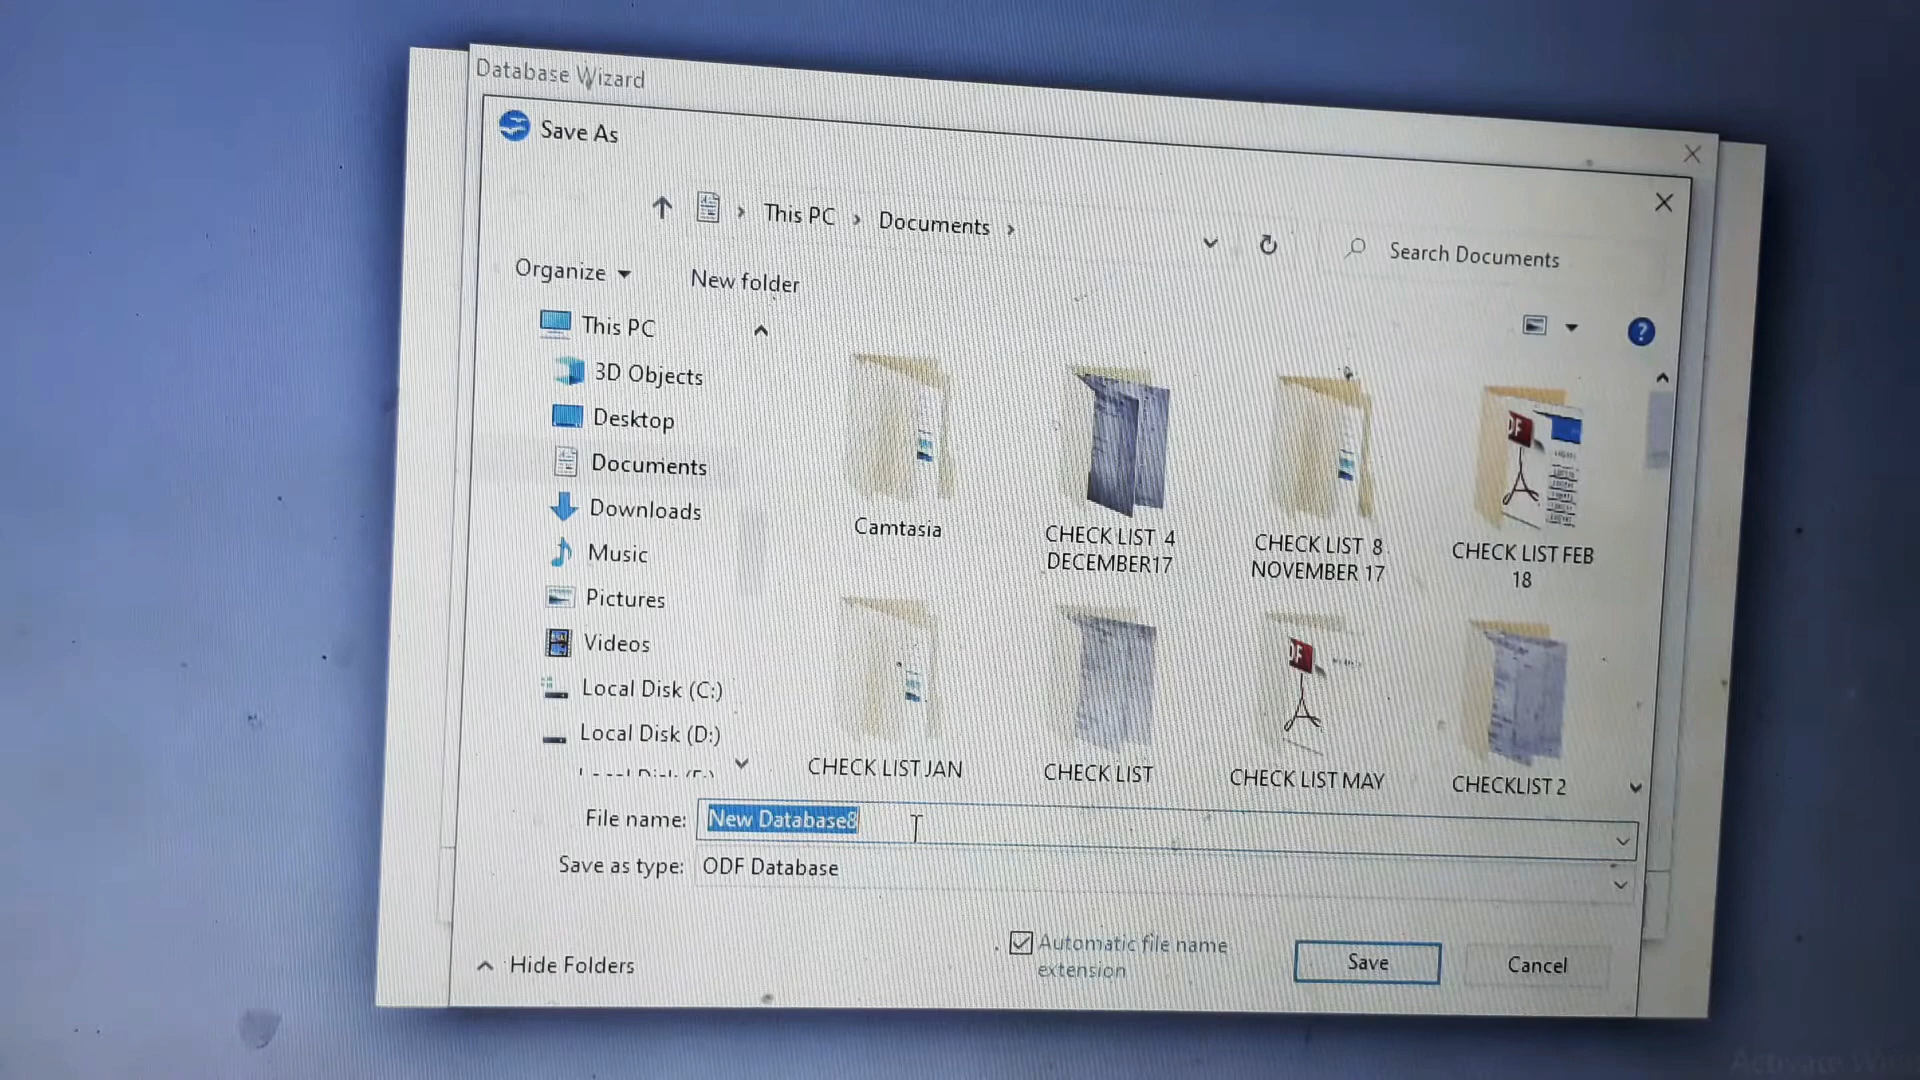 Database Wizard
Save As
This PC
Documents
Search Documents
Organize
New folder
This PC
3D Objects
Desktop
Documents
Downloads
Music
Pictures
Videos
Local Disk (C:)
Local Disk (D:)
Camtasia
CHECK LIST 4
DECEMBER17
CHECK LIST 8
NOVEMBER 17
CHECK LIST FEB
18
CHECK LIST JAN
CHECK LIST
CHECK LIST MAY
CHECKLIST 2
File name:
New Database8
Save as type:
ODF Database
Automatic file name
extension
Hide Folders
Save
Cancel